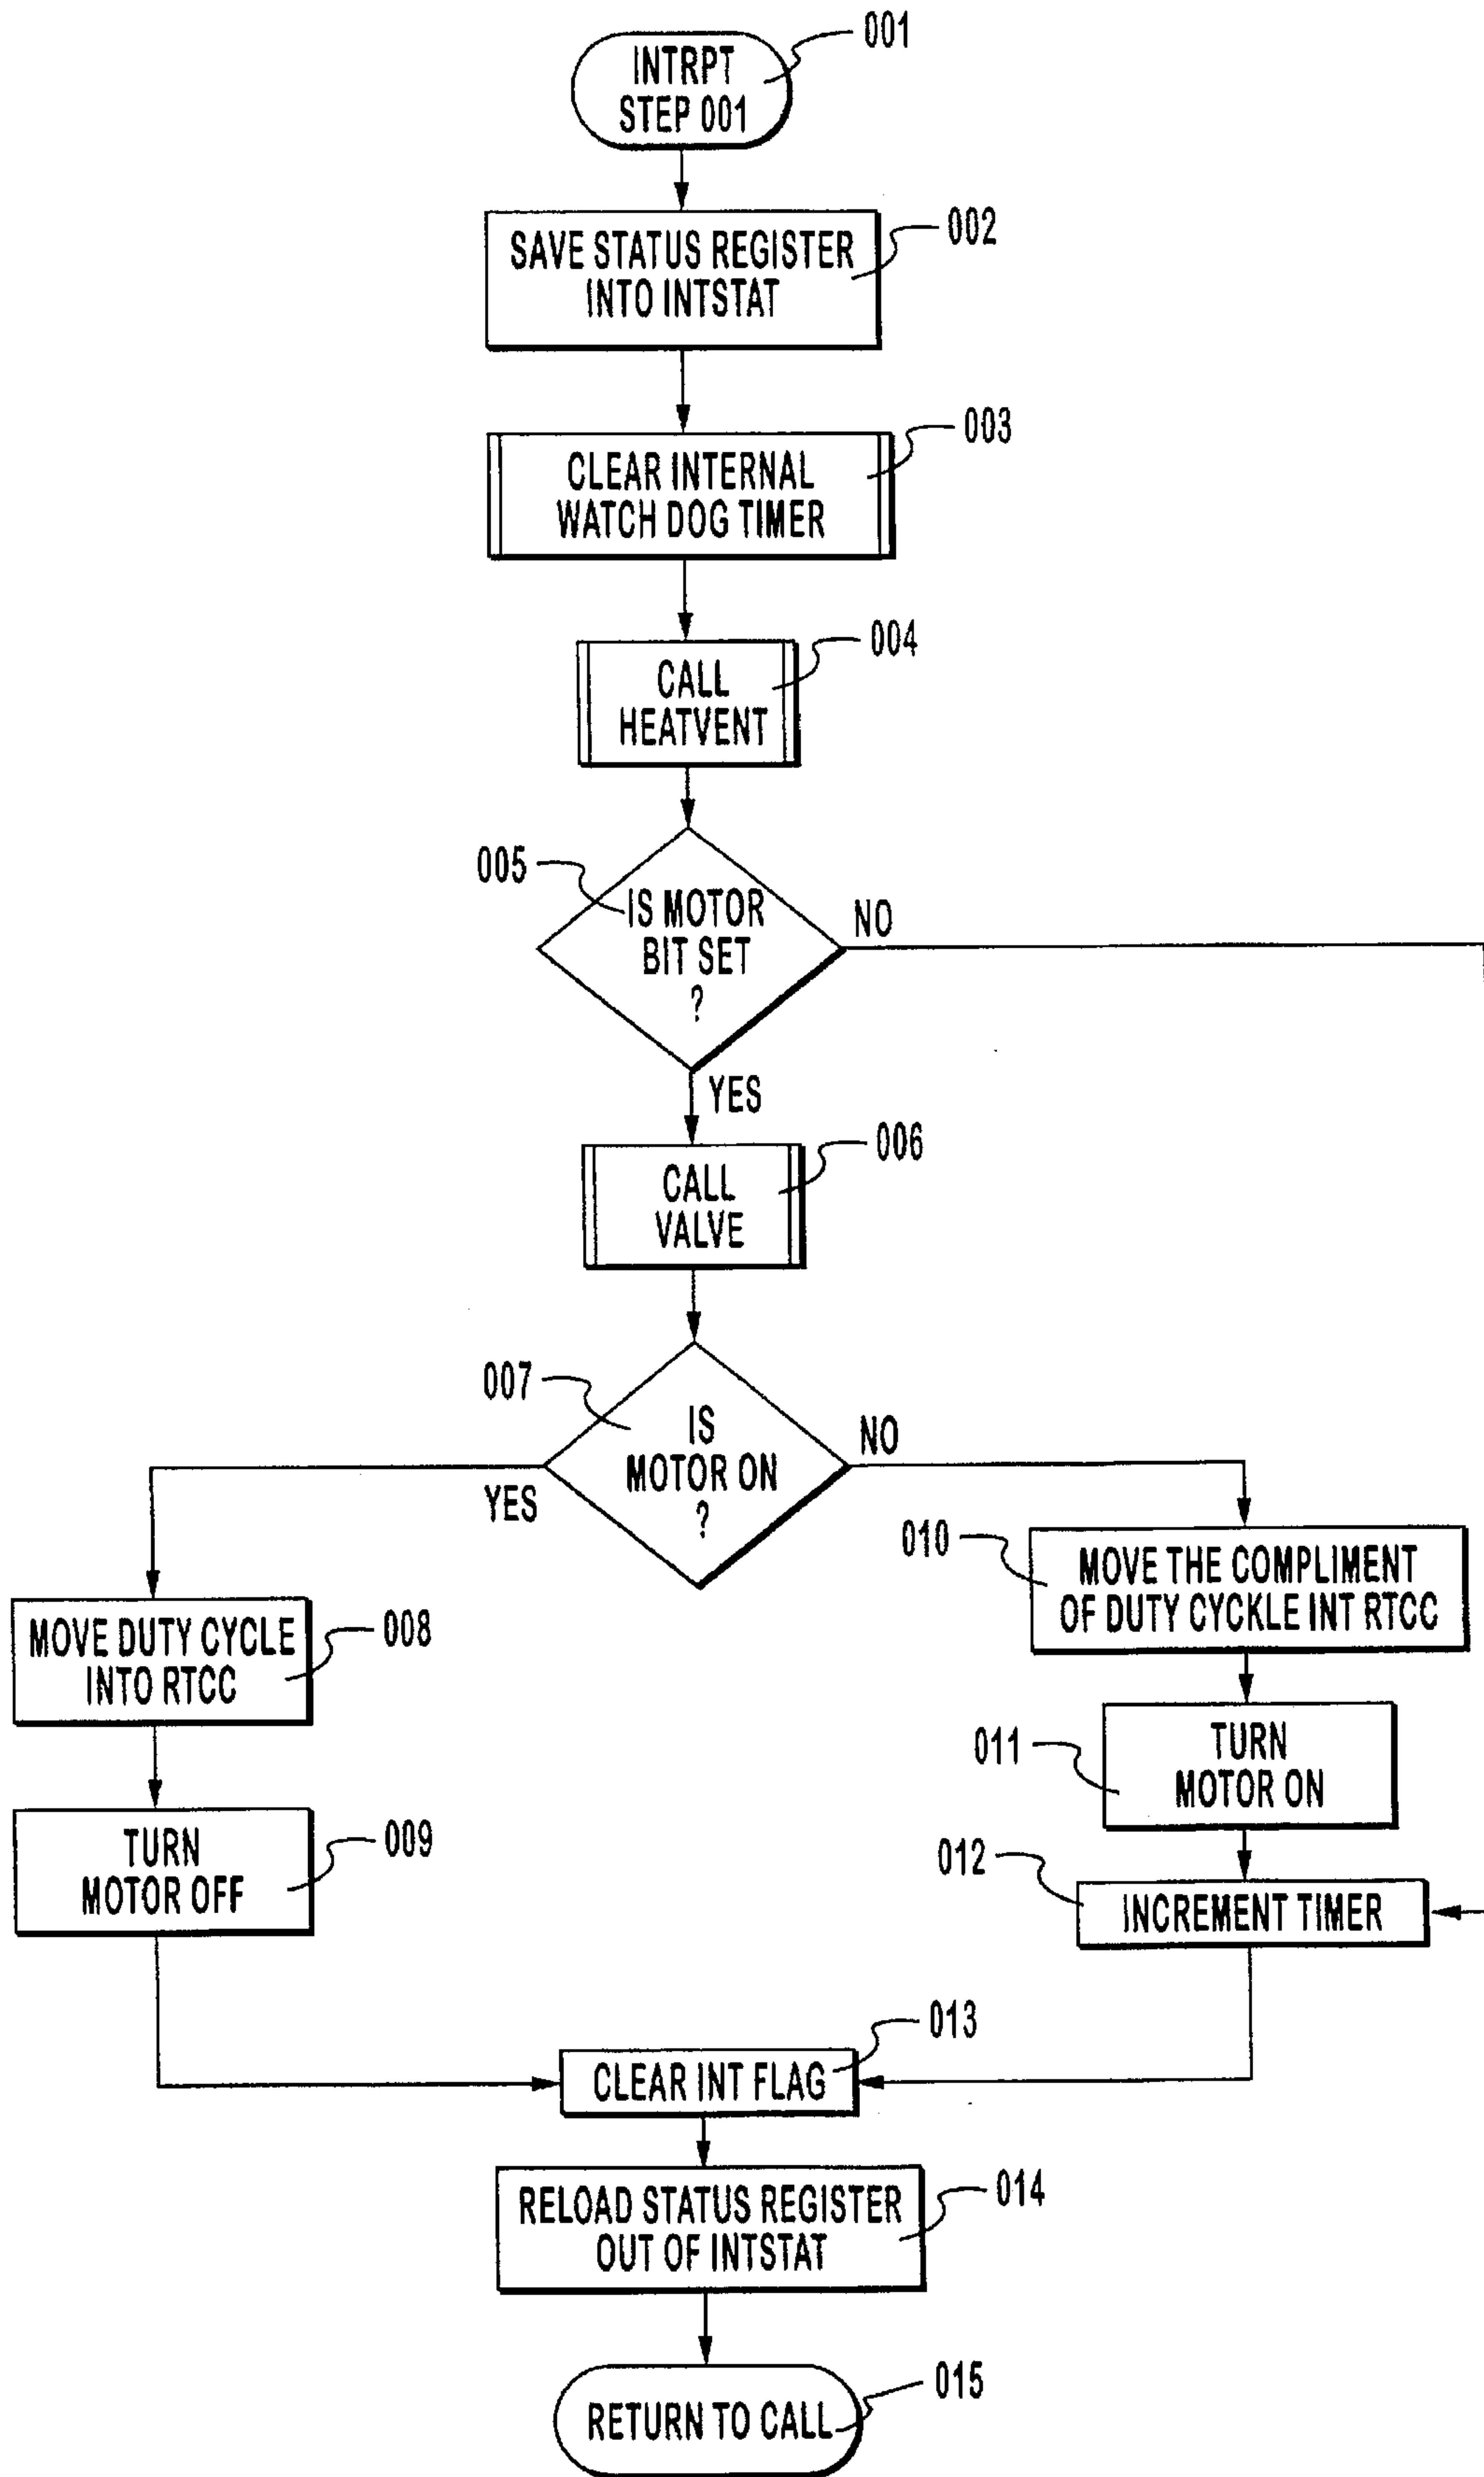 001
INTRPT
STEP 001
002
SAVE STATUS REGISTER
INTO INTSTAT
003
CLEAR INTERNAL
WATCH DOG TIMER
004
CALL
HEATVENT
005
IS MOTOR
BIT SET
?
NO
YES
006
CALL
VALVE
007
IS
MOTOR ON
?
NO
YES
010
MOVE THE COMPLIMENT
OF DUTY CYCKLE INT RTCC
MOVE DUTY CYCLE
INTO RTCC
008
011
TURN
MOTOR ON
TURN
MOTOR OFF
009
012
INCREMENT TIMER
013
CLEAR INT FLAG
014
RELOAD STATUS REGISTER
OUT OF INTSTAT
015
RETURN TO CALL